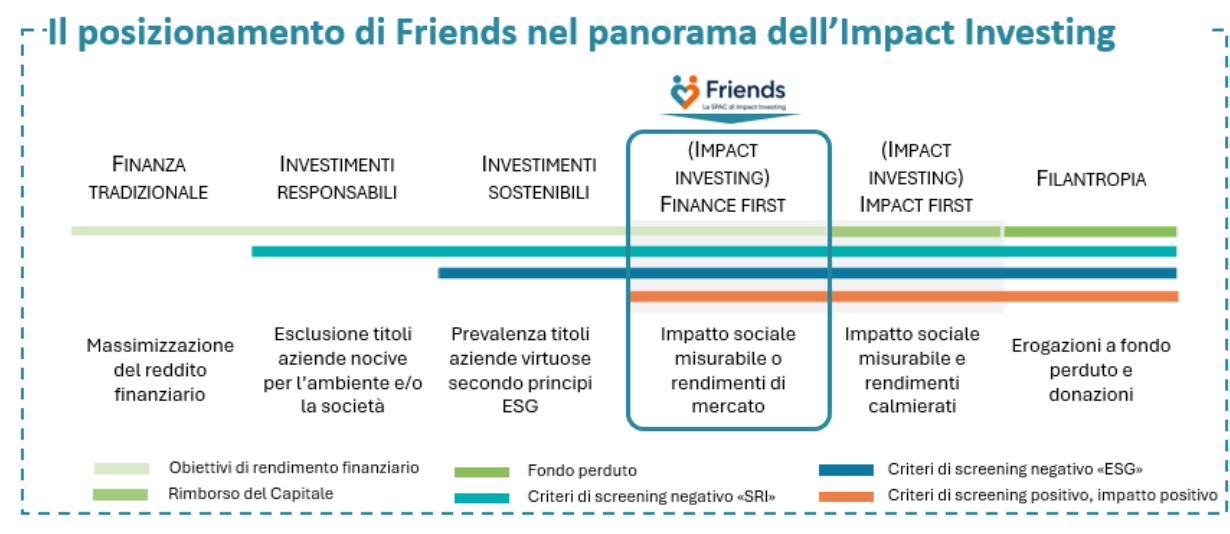 Il posizionamento di Friends nel panorama dell'Impact Investing
Friends
La SPAC di Impact Investing
FINANZA
TRADIZIONALE
INVESTIMENTI
RESPONSABILI
INVESTIMENTI
SOSTENIBILI
(IMPACT
INVESTING)
FINANCE FIRST
(IMPACT
INVESTING)
IMPACT FIRST
FILANTROPIA
Massimizzazione
del reddito
finanziario
Esclusione titoli
aziende nocive
per l'ambiente e/o
la società
Prevalenza titoli
aziende virtuose
secondo principi
ESG
Impatto sociale
misurabile o
rendimenti di
mercato
Impatto sociale
misurabile e
rendimenti
calmierati
Erogazioni a fondo
perduto e
donazioni
Obiettivi di rendimento finanziario
Rimborso del Capitale
Fondo perduto
Criteri di screening negativo «SRI»
Criteri di screening negativo «ESG»
Criteri di screening positivo, impatto positivo